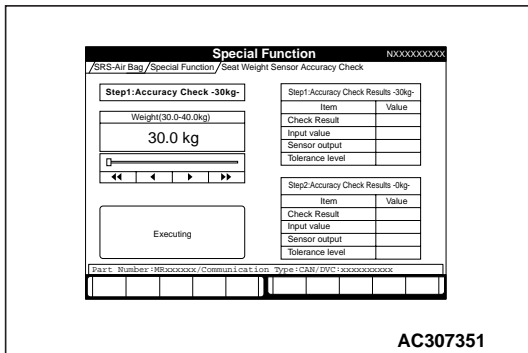 Special Function
NXXXXXXXXX
SRS-Air Bag/Special Function/Seat Weight Sensor Accuracy Check
Step1:Accuracy Check -30kg-
Weight(30.0-40.0kg)
30.0 kg
Executing
Step1:Accuracy Check Results -30kg-
Item Value
Check Result
Input value
Sensor output
Tolerance level
Step2:Accuracy Check Results -0kg-
Item Value
Check Result
Input value
Sensor output
Tolerance level
Part Number:MRxxxxxx/Communication Type:CAN/DVC:xxxxxxxxxx
AC307351